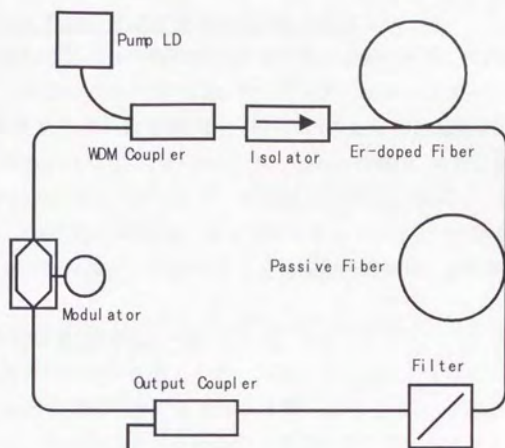 Pump LD
WDM Coupler
Isolator
Er-doped Fiber
Passive Fiber
Modulator
Output Coupler
Filter